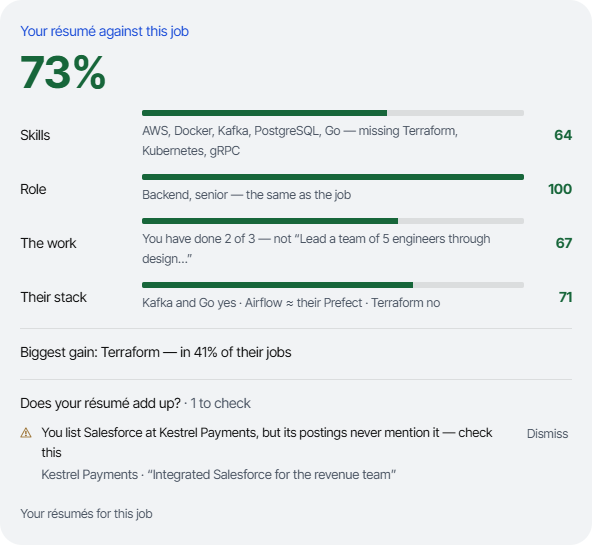 Your résumé against this job
73%
Skills
AWS, Docker, Kafka, PostgreSQL, Go — missing Terraform,
Kubernetes, gRPC
64
Role
Backend, senior — the same as the job
100
The work
You have done 2 of 3 — not “Lead a team of 5 engineers through
design...”
67
Their stack
Kafka and Go yes · Airflow ≈ their Prefect · Terraform no
71
Biggest gain: Terraform — in 41% of their jobs
Does your résumé add up? · 1 to check
You list Salesforce at Kestrel Payments, but its postings never mention it — check
this
Dismiss
Kestrel Payments · “Integrated Salesforce for the revenue team”
Your résumés for this job